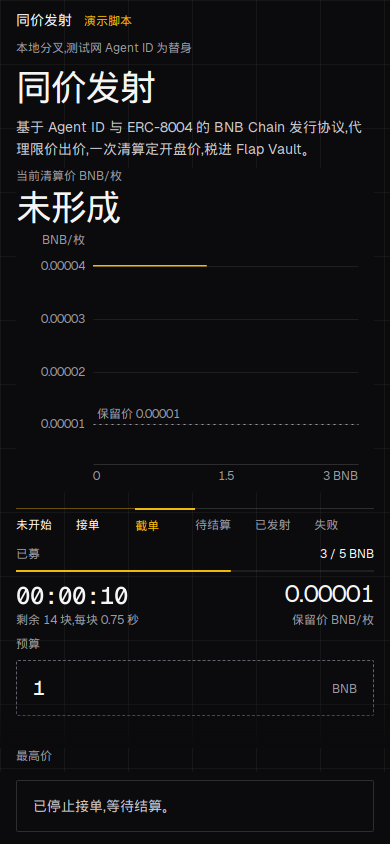 同价发射 演示脚本
本地分叉,测试网 Agent ID 为替身
同价发射
基于 Agent ID 与 ERC-8004 的 BNB Chain 发行协议,代
理限价出价,一次清算定开盘价,税进 Flap Vault。
当前清算价 BNB/枚
未形成
BNB/枚
0.00004
0.00003
0.00002
保留价 0.00001
0.00001
0 1.5 3 BNB
未开始 接单 截单 待结算 已发射 失败
已募 3 / 5 BNB
00:00:10 0.00001
剩余 14 块,每块 0.75 秒 保留价 BNB/枚
预算
1 BNB
最高价
已停止接单,等待结算。